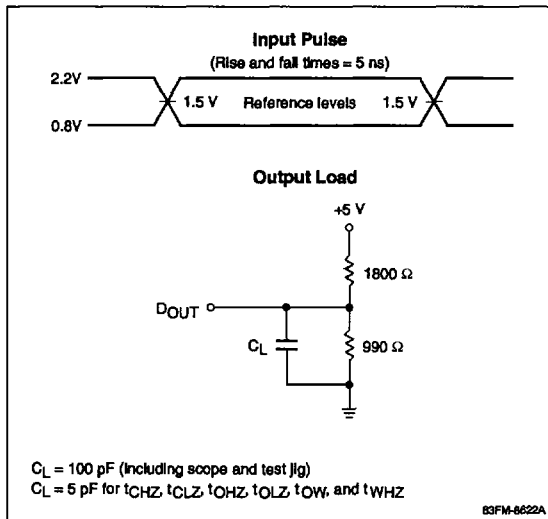 Input Pulse
(Rise and fall times = 5 ns)
2.2V
1.5 V Reference levels 1.5 V
0.8V
Output Load
+5 V
1800 Ω
DOUT
CL
990 Ω
CL = 100 pF (including scope and test jig)
CL = 5 pF for tCHZ, tCLZ, tOHZ, tOLZ, tOW, and tWHZ
83FM-6622A